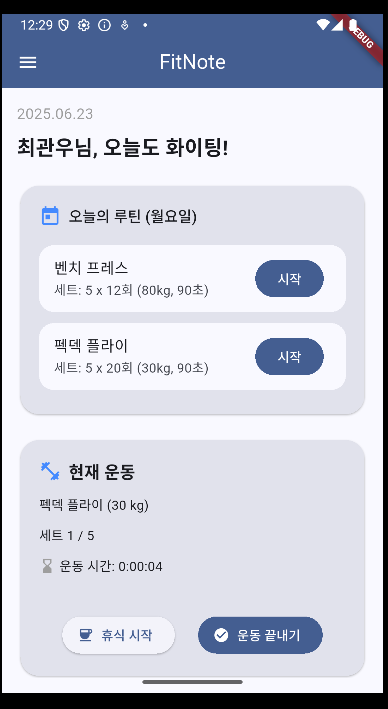 12:29
DEBUG
FitNote
2025.06.23
최관우님, 오늘도 화이팅!
오늘의 루틴 (월요일)
벤치 프레스
세트: 5 x 12회 (80kg, 90초)
시작
펙덱 플라이
세트: 5 x 20회 (30kg, 90초)
시작
현재 운동
펙덱 플라이 (30 kg)
세트 1 / 5
운동 시간: 0:00:04
휴식 시작
운동 끝내기